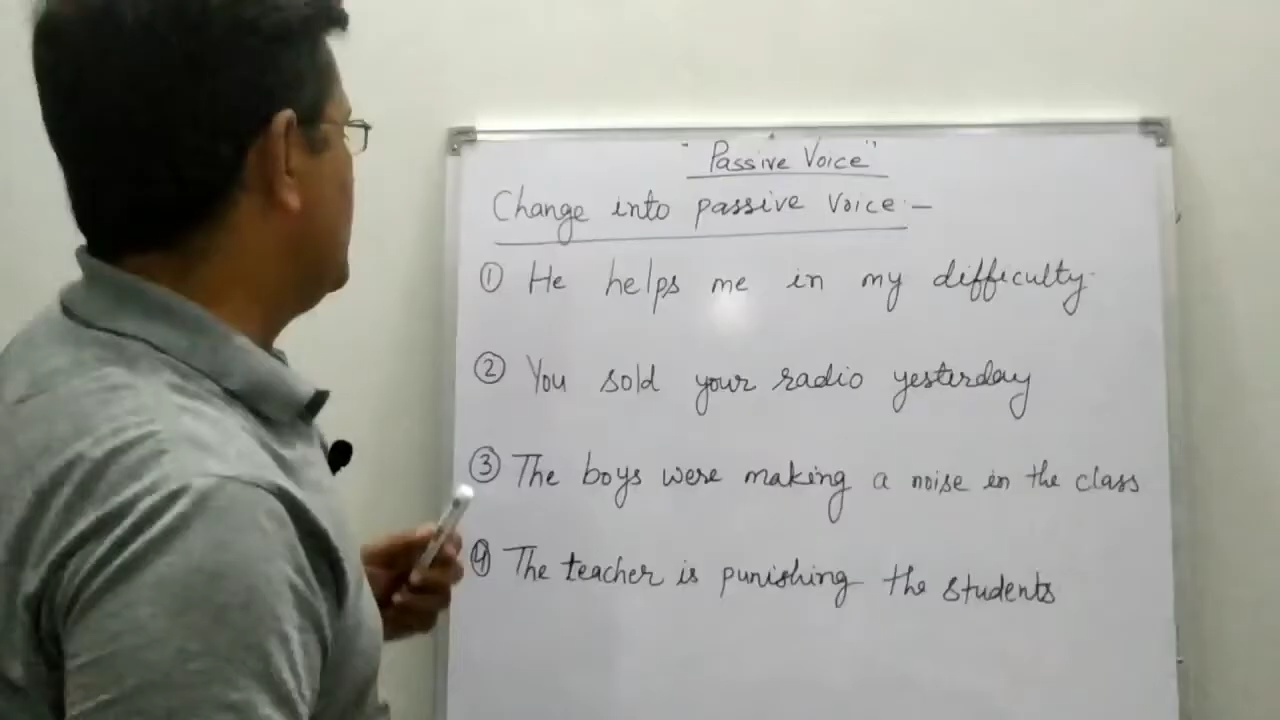 "Passive Voice"
Change into passive voice:-
① He helps me in my difficulty.
② You sold your radio yesterday
③ The boys were making a noise in the class
④ The teacher is punishing the students